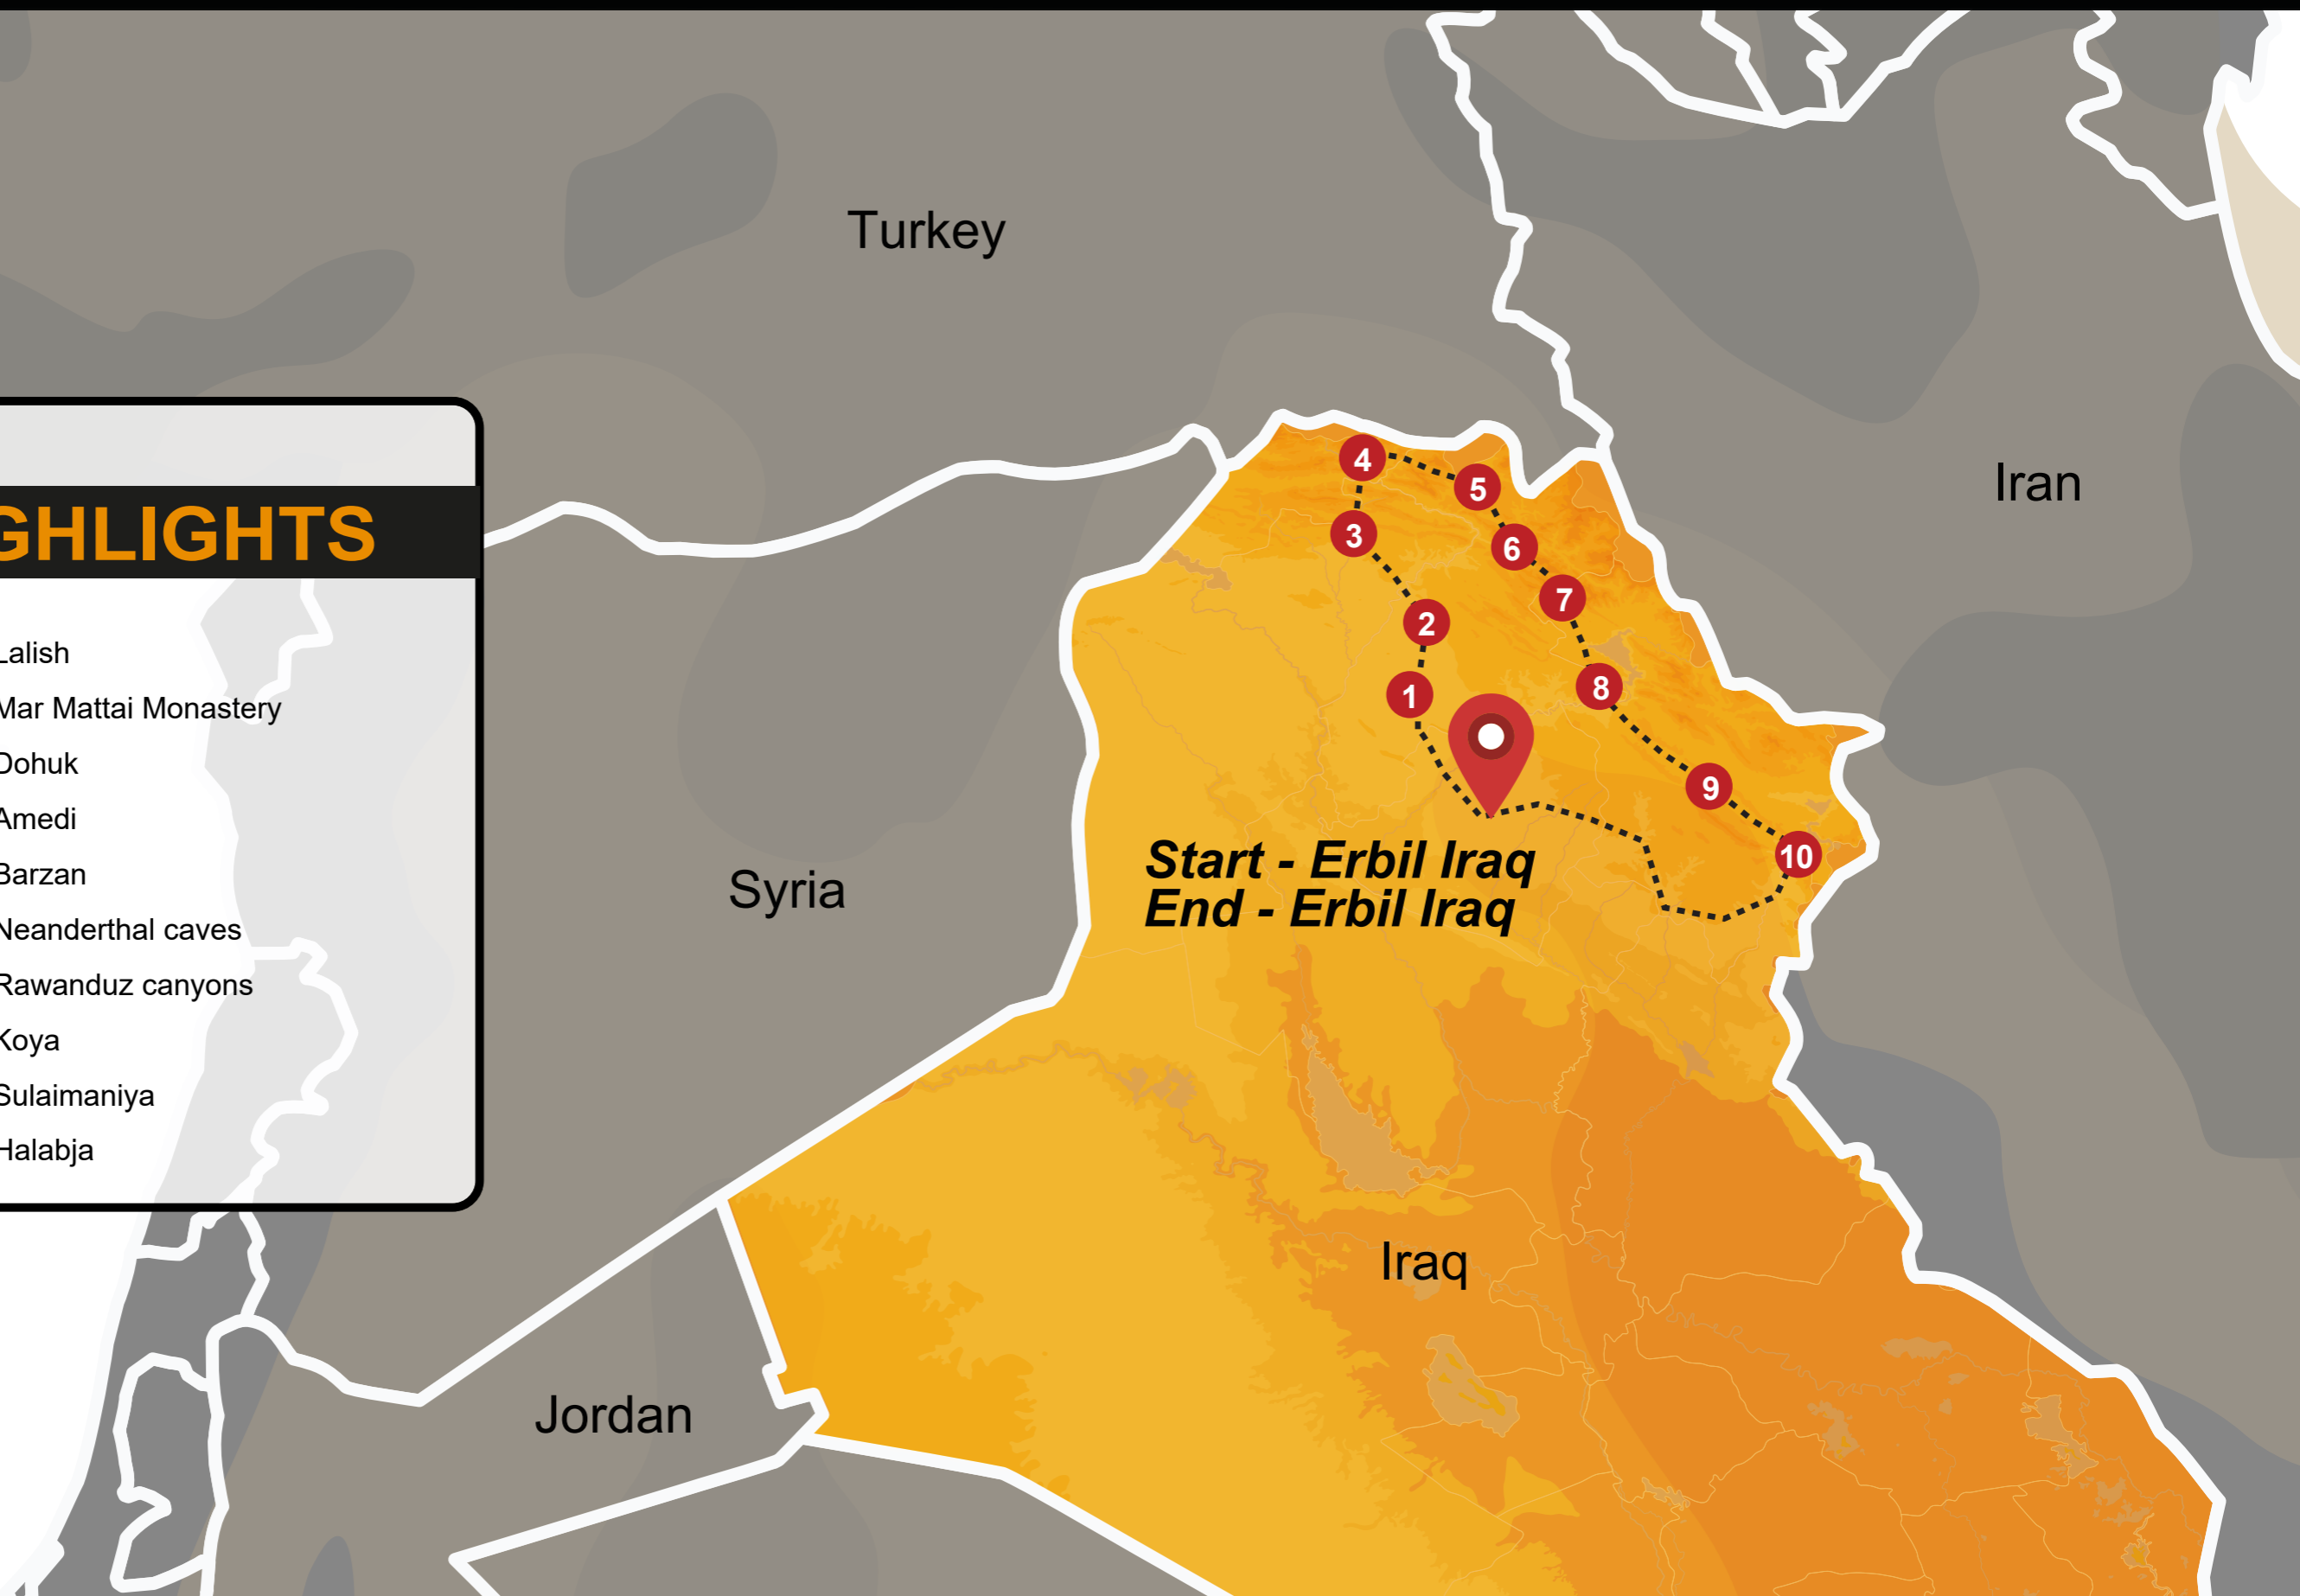 Turkey
Iran
4
5
3
6
7
2
1
8
9
10
Start - Erbil Iraq
End - Erbil Iraq
Syria
Iraq
Jordan
GHLIGHTS
Lalish
Mar Mattai Monastery
Dohuk
Amedi
Barzan
Neanderthal caves
Rawanduz canyons
Koya
Sulaimaniya
Halabja